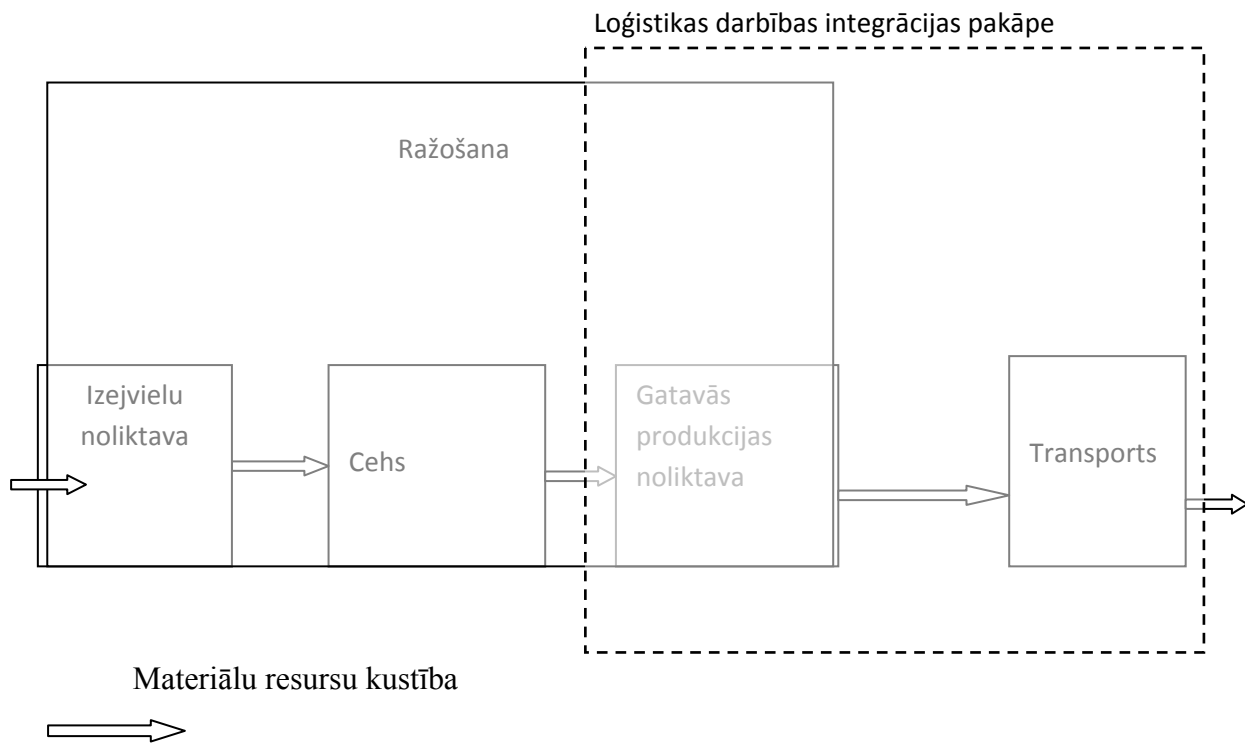 Loģistikas darbības integrācijas pakāpe
Ražošana
Izejvielu
noliktava
Cehs
Gatavās
produkcijas
noliktava
Transports
Materiālu resursu kustība